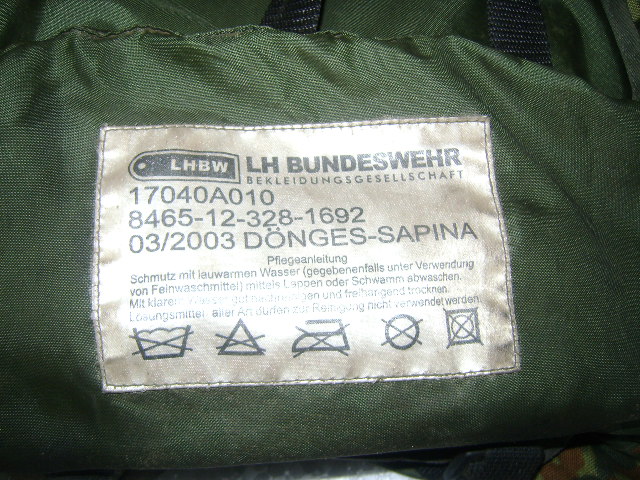 LHBW LH BUNDESWEHR
BEKLEIDUNGSGESELLSCHAFT
17040A010
8465-12-328-1692
03/2003 DÖNGES-SAPINA
Pflegeanleitung
Schmutz mit lauwarmen Wasser (gegebenenfalls unter Verwendung
von Feinwaschmittel) mittels Lappen oder Schwamm abwaschen.
Mit klarem Wasser gut nachreinigen und freihängend trocknen.
Lösungsmittel aller Art dürfen zur Reinigung nicht verwendet werden.